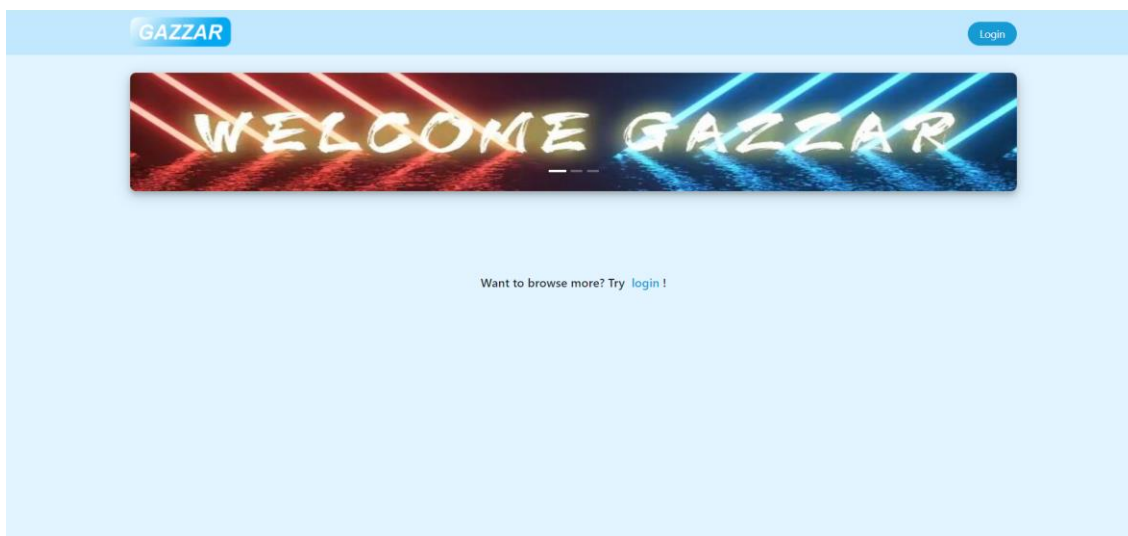 GAZZAR
Login
WELCOME GAZZAR
Want to browse more? Try login !